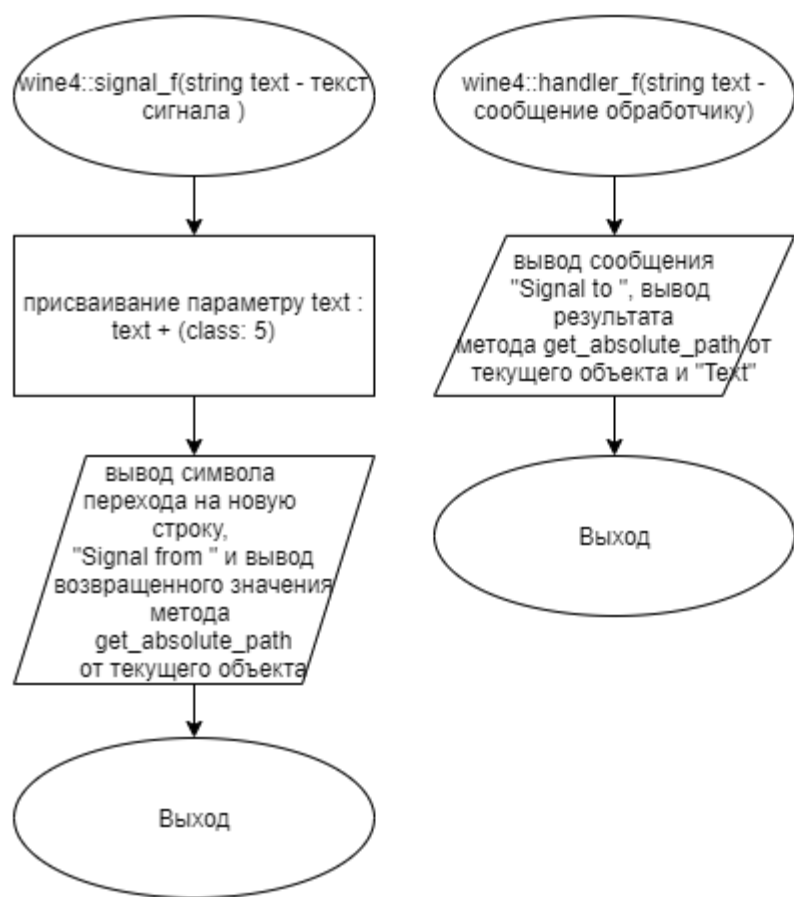 wine4::signal_f(string text - текст
сигнала )
присваивание параметру text :
text + (class: 5)
вывод символа
перехода на новую
строку,
"Signal from " и вывод
возвращенного значения
метода
get_absolute_path
от текущего объекта
Выход
wine4::handler_f(string text -
сообщение обработчику)
вывод сообщения
"Signal to ", вывод
результата
метода get_absolute_path от
текущего объекта и "Text"
Выход